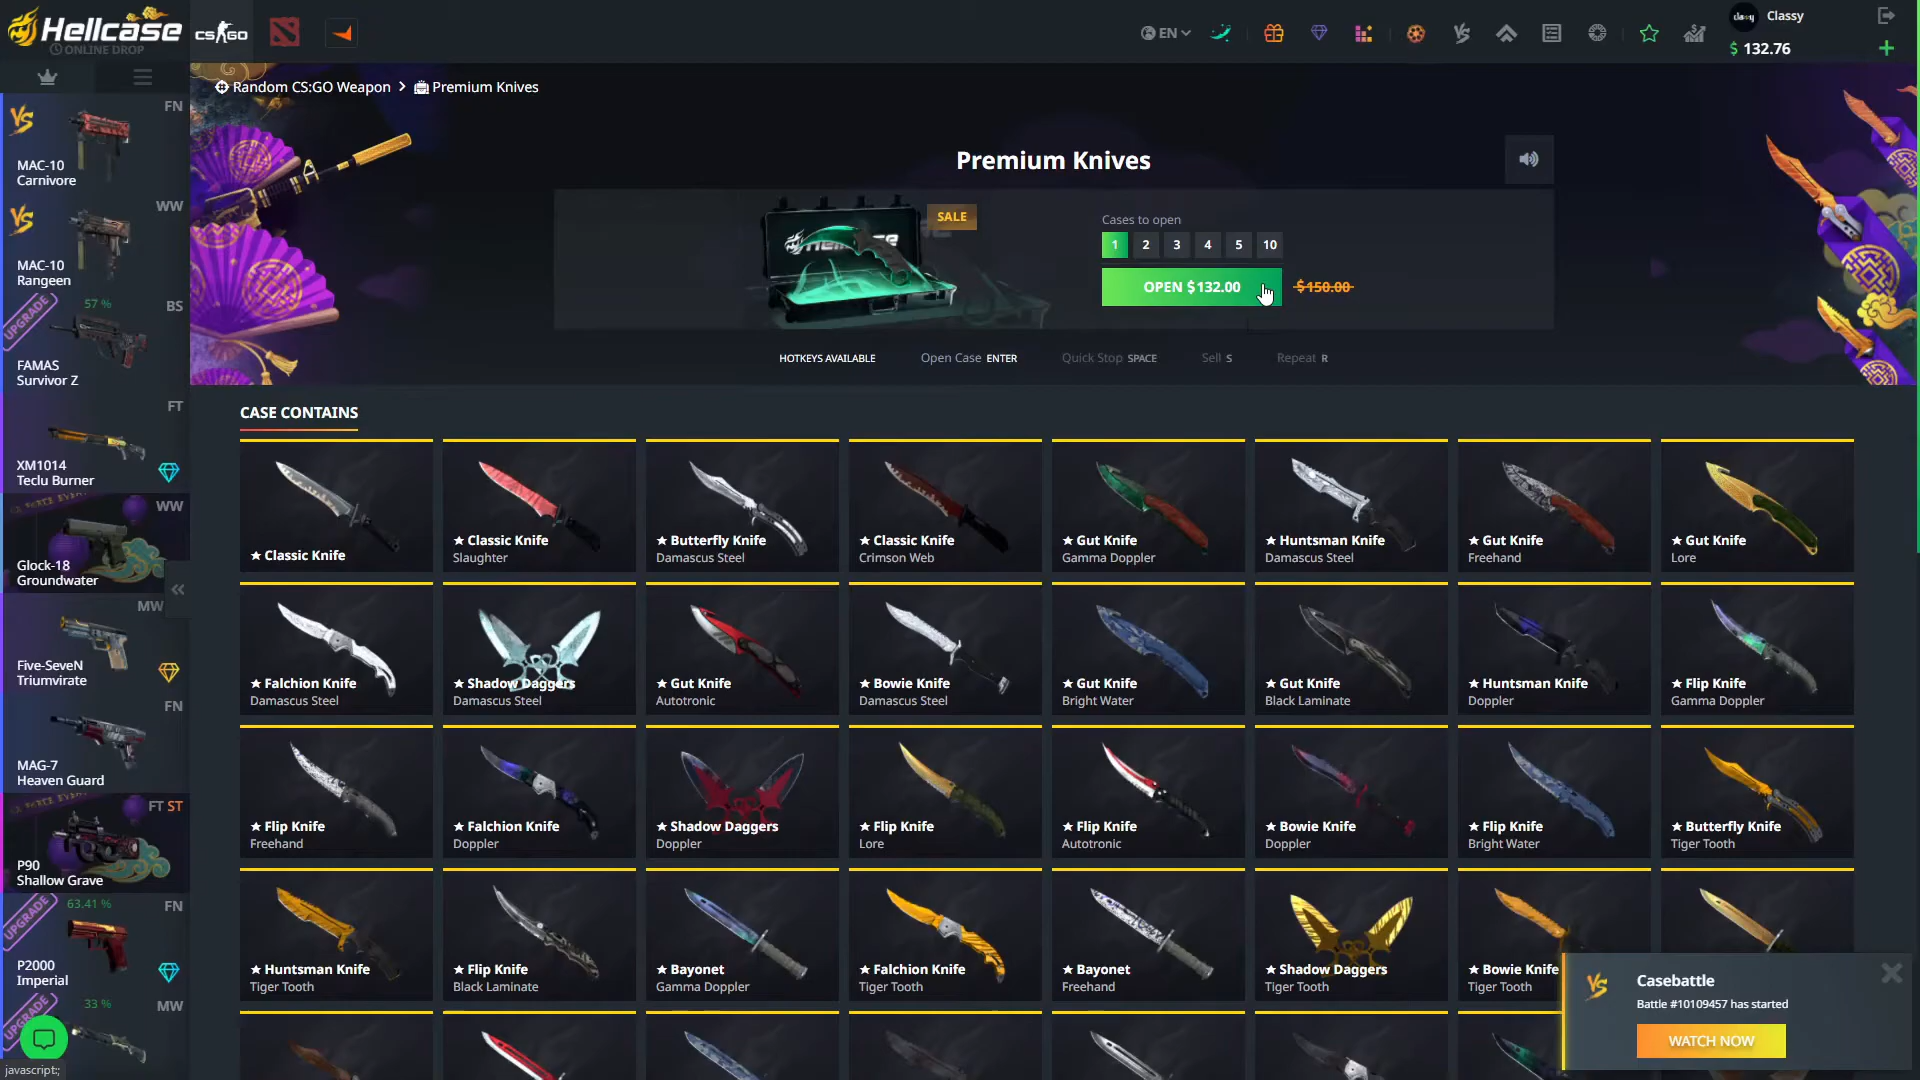 Hellcase
ONLINE DROP
CS:GO
EN
Classy
$ 132.76
Random CS:GO Weapon
Premium Knives
Premium Knives
SALE
Cases to open
1 2 3 4 5 10
OPEN $132.00
$150.00
HOTKEYS AVAILABLE
Open Case ENTER
Quick Stop SPACE
Sell S
Repeat R
FN
VS
MAC-10
Carnivore
WW
VS
MAC-10
Rangeen
57 %
BS
UPGRADE
FAMAS
Survivor Z
FT
XM1014
Teclu Burner
WW
Glock-18
Groundwater
MW
Five-SeveN
Triumvirate
FN
MAG-7
Heaven Guard
FT ST
P90
Shallow Grave
63.41 %
FN
UPGRADE
P2000
Imperial
33 %
MW
UPGRADE
javascript:;
CASE CONTAINS
★ Classic Knife
★ Classic Knife
Slaughter
★ Butterfly Knife
Damascus Steel
★ Classic Knife
Crimson Web
★ Gut Knife
Gamma Doppler
★ Huntsman Knife
Damascus Steel
★ Gut Knife
Freehand
★ Gut Knife
Lore
★ Falchion Knife
Damascus Steel
★ Shadow Daggers
Damascus Steel
★ Gut Knife
Autotronic
★ Bowie Knife
Damascus Steel
★ Gut Knife
Bright Water
★ Gut Knife
Black Laminate
★ Huntsman Knife
Doppler
★ Flip Knife
Gamma Doppler
★ Flip Knife
Freehand
★ Falchion Knife
Doppler
★ Shadow Daggers
Doppler
★ Flip Knife
Lore
★ Flip Knife
Autotronic
★ Bowie Knife
Doppler
★ Flip Knife
Bright Water
★ Butterfly Knife
Tiger Tooth
★ Huntsman Knife
Tiger Tooth
★ Flip Knife
Black Laminate
★ Bayonet
Gamma Doppler
★ Falchion Knife
Tiger Tooth
★ Bayonet
Freehand
★ Shadow Daggers
Tiger Tooth
★ Bowie Knife
Tiger Tooth
VS
Casebattle
Battle #10109457 has started
WATCH NOW